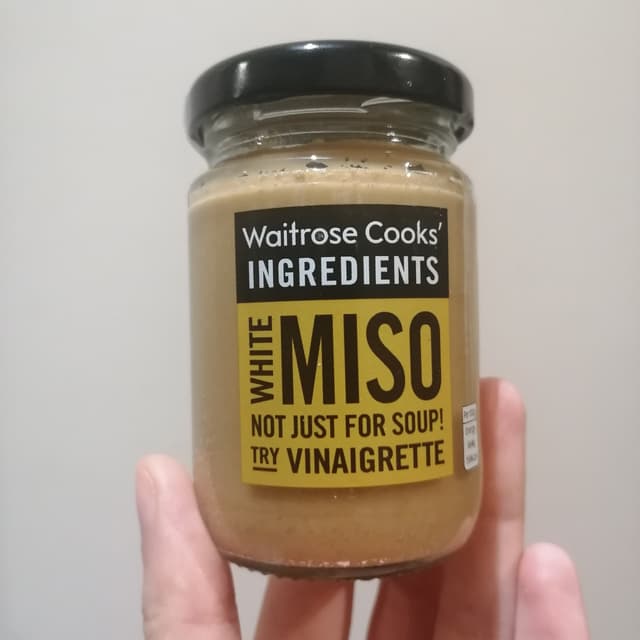 Waitrose Cooks'
INGREDIENTS
WHITE
MISO
NOT JUST FOR SOUP!
TRY VINAIGRETTE